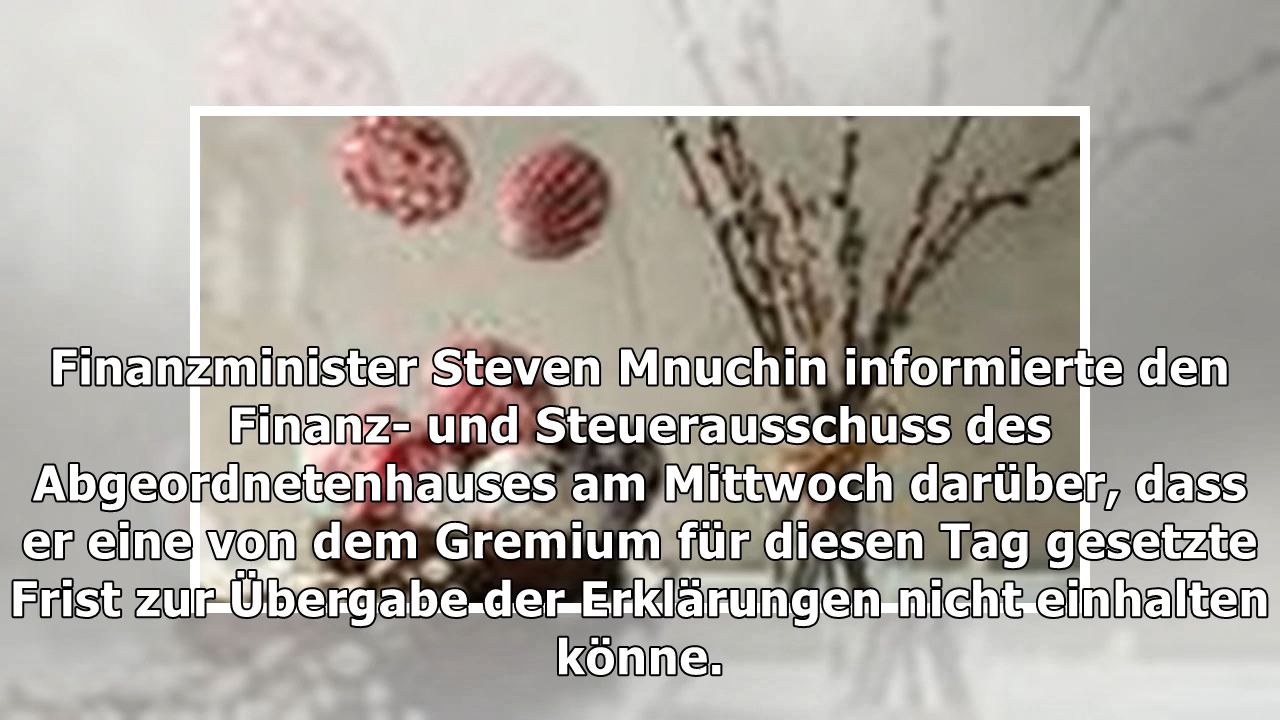 Finanzminister Steven Mnuchin informierte den
Finanz- und Steuerausschuss des
Abgeordnetenhauses am Mittwoch darüber, dass
er eine von dem Gremium für diesen Tag gesetzte
Frist zur Übergabe der Erklärungen nicht einhalten
könne.